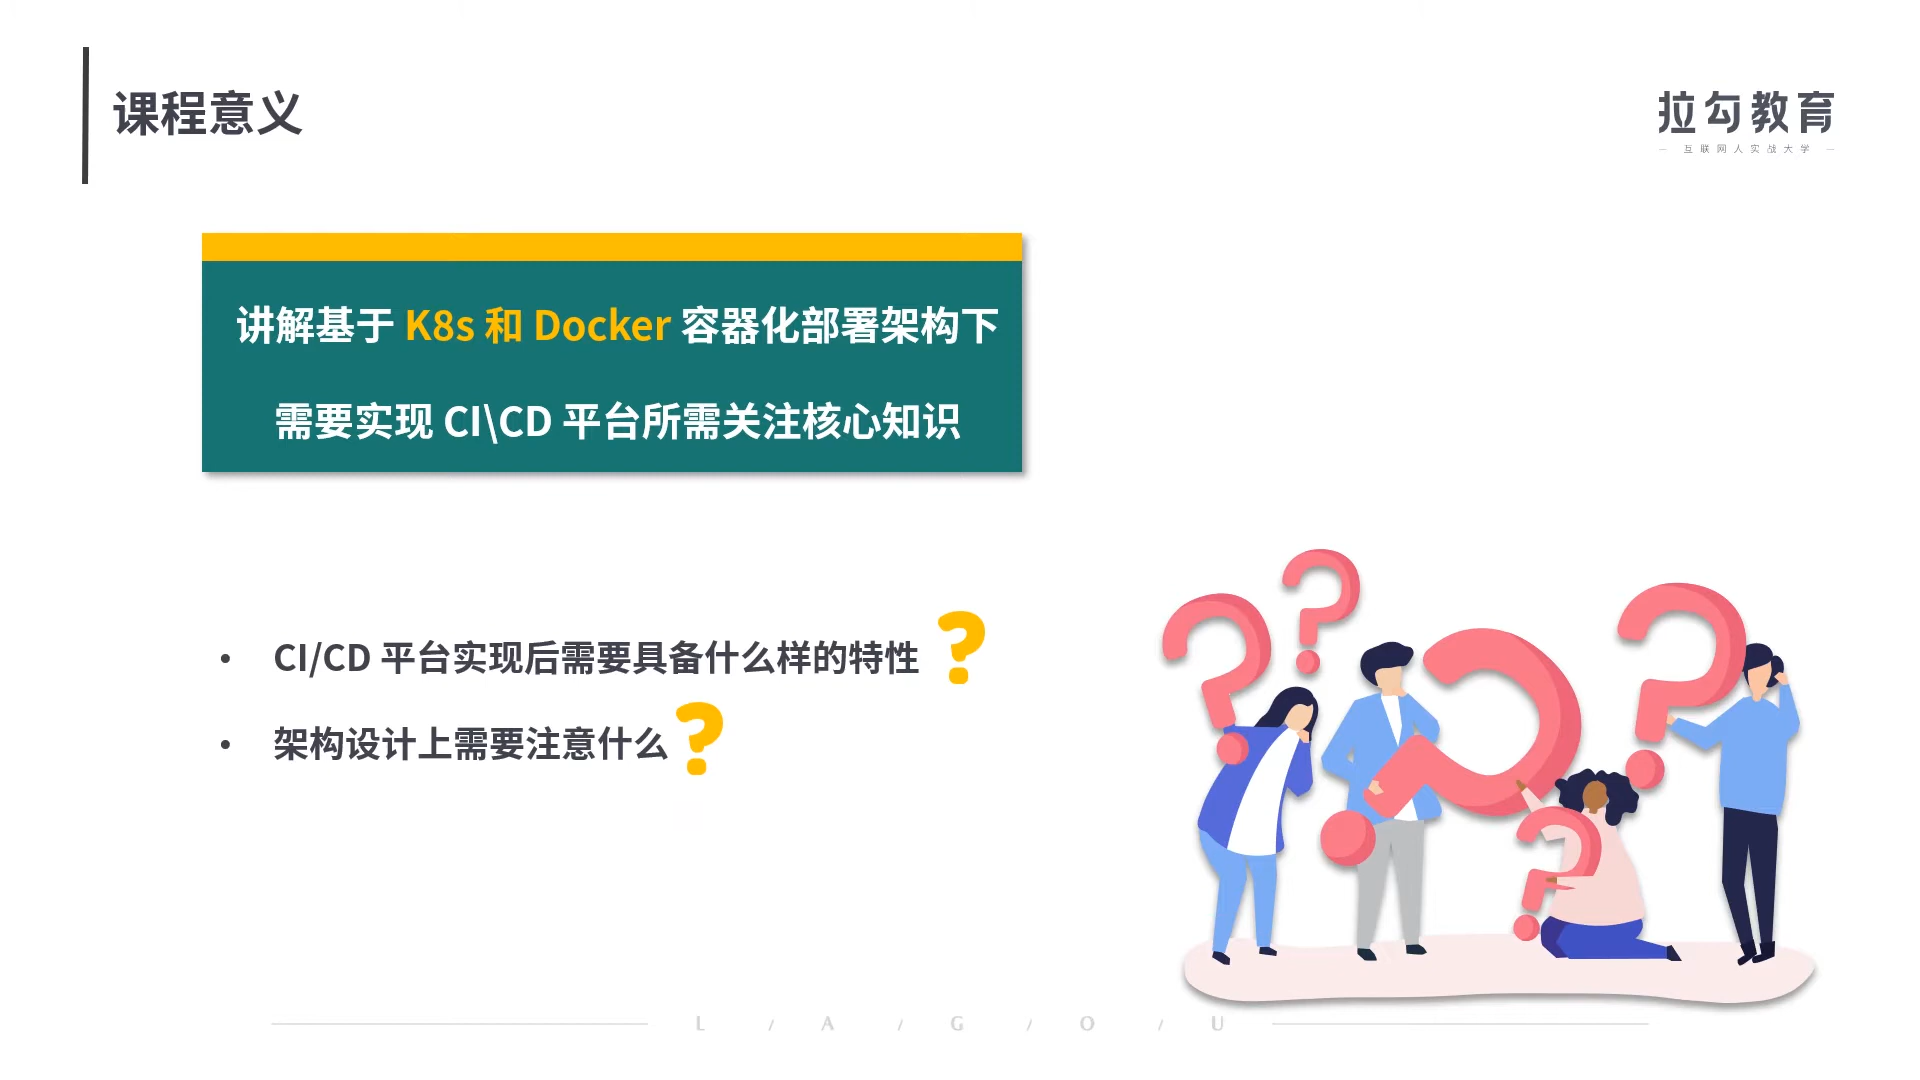 课程意义
拉勾教育
— 互联网人实战大学 —
讲解基于 K8s 和 Docker 容器化部署架构下
需要实现 CI\CD 平台所需关注核心知识
• CI/CD 平台实现后需要具备什么样的特性?
• 架构设计上需要注意什么?
L / A / G / O / U